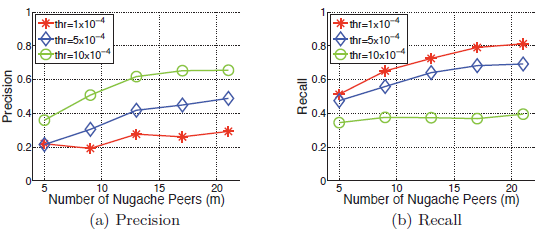 1
0.8
0.6
0.4
0.2
0
Precision
thr=1x10⁻⁴
thr=5x10⁻⁴
thr=10x10⁻⁴
5 10 15 20
Number of Nugache Peers (m)
(a) Precision
1
0.8
0.6
0.4
0.2
0
Recall
thr=1x10⁻⁴
thr=5x10⁻⁴
thr=10x10⁻⁴
5 10 15 20
Number of Nugache Peers (m)
(b) Recall